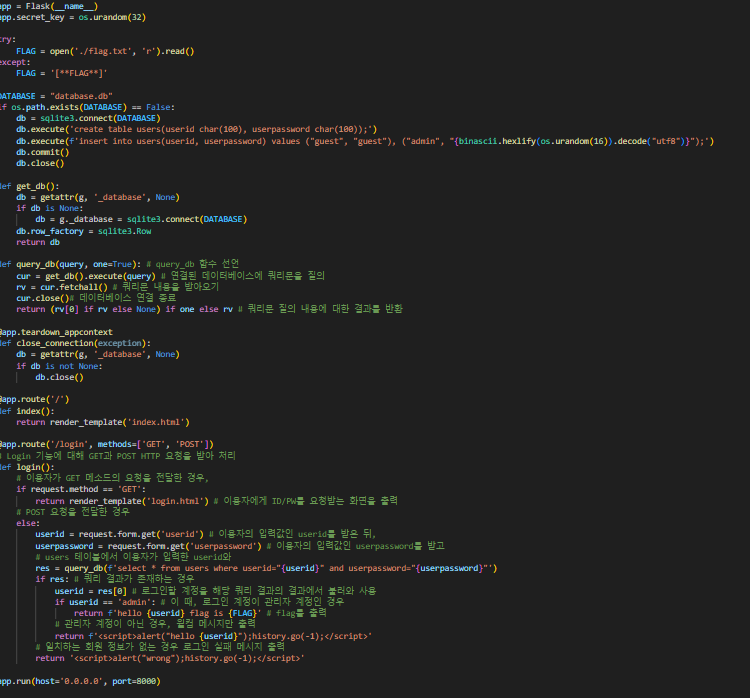 app = Flask(__name__)
app.secret_key = os.urandom(32)
try:
FLAG = open('./flag.txt', 'r').read()
except:
FLAG = '[**FLAG**]'
DATABASE = "database.db"
if os.path.exists(DATABASE) == False:
db = sqlite3.connect(DATABASE)
db.execute('create table users(userid char(100), userpassword char(100));')
db.execute(f'insert into users(userid, userpassword) values ("guest", "guest"), ("admin", "{binascii.hexlify(os.urandom(16)).decode("utf8")}");')
db.commit()
db.close()
def get_db():
db = getattr(g, '_database', None)
if db is None:
db = g._database = sqlite3.connect(DATABASE)
db.row_factory = sqlite3.Row
return db
def query_db(query, one=True): # query_db 함수 선언
cur = get_db().execute(query) # 연결된 데이터베이스에 쿼리문을 질의
rv = cur.fetchall() # 쿼리문 내용을 받아오기
cur.close()# 데이터베이스 연결 종료
return (rv[0] if rv else None) if one else rv # 쿼리문 질의 내용에 대한 결과를 반환
@app.teardown_appcontext
def close_connection(exception):
db = getattr(g, '_database', None)
if db is not None:
db.close()
@app.route('/')
def index():
return render_template('index.html')
@app.route('/login', methods=['GET', 'POST'])
# Login 기능에 대해 GET과 POST HTTP 요청을 받아 처리
def login():
# 이용자가 GET 메소드의 요청을 전달한 경우,
if request.method == 'GET':
return render_template('login.html') # 이용자에게 ID/PW를 요청받는 화면을 출력
# POST 요청을 전달한 경우
else:
userid = request.form.get('userid') # 이용자의 입력값인 userid를 받은 뒤,
userpassword = request.form.get('userpassword') # 이용자의 입력값인 userpassword를 받고
# users 테이블에서 이용자가 입력한 userid와
res = query_db(f'select * from users where userid="{userid}" and userpassword="{userpassword}"')
if res: # 쿼리 결과가 존재하는 경우
userid = res[0] # 로그인할 계정을 해당 쿼리 결과의 결과에서 불러와 사용
if userid == 'admin': # 이 때, 로그인 계정이 관리자 계정인 경우
return f'hello {userid} flag is {FLAG}' # flag를 출력
# 관리자 계정이 아닌 경우, 웰컴 메시지만 출력
return f'<script>alert("hello {userid}");history.go(-1);</script>'
# 일치하는 회원 정보가 없는 경우 로그인 실패 메시지 출력
return '<script>alert("wrong");history.go(-1);</script>'
app.run(host='0.0.0.0', port=8000)